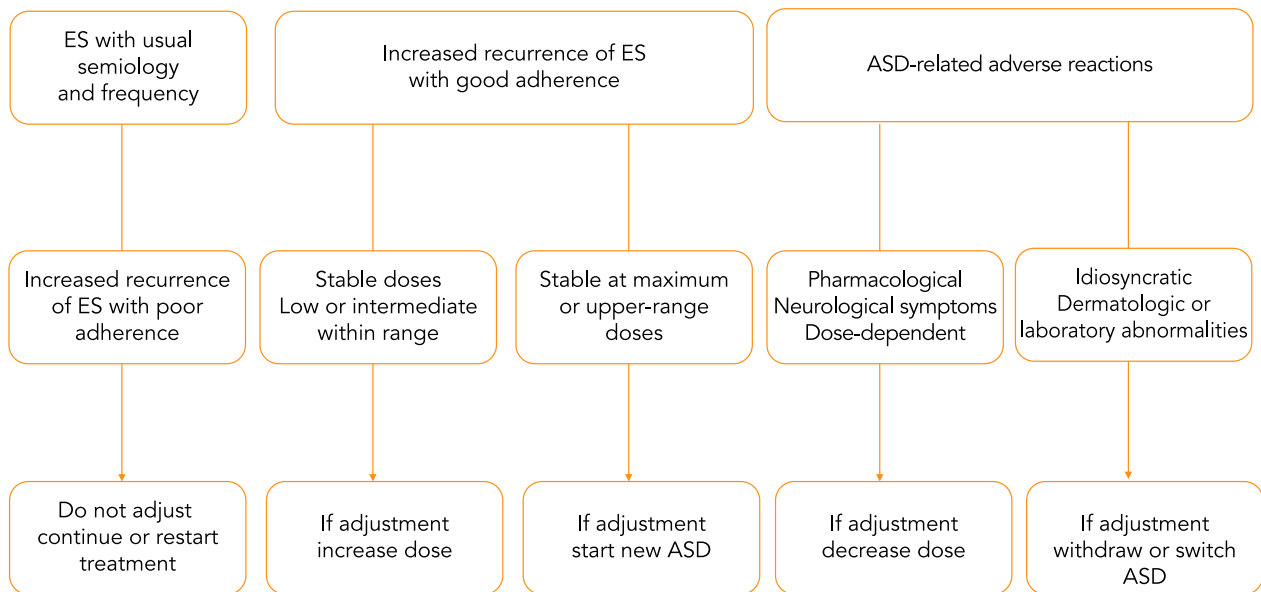 ES with usual
semiology
and frequency
Increased recurrence of ES
with good adherence
ASD-related adverse reactions
Increased recurrence
of ES with poor
adherence
Stable doses
Low or intermediate
within range
Stable at maximum
or upper-range
doses
Pharmacological
Neurological symptoms
Dose-dependent
Idiosyncratic
Dermatologic or
laboratory abnormalities
Do not adjust
continue or restart
treatment
If adjustment
increase dose
If adjustment
start new ASD
If adjustment
decrease dose
If adjustment
withdraw or switch
ASD